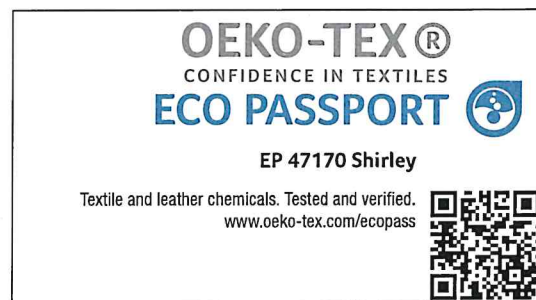 OEKO-TEX®
CONFIDENCE IN TEXTILES
ECO PASSPORT
EP 47170 Shirley
Textile and leather chemicals. Tested and verified.
www.oeko-tex.com/ecopass